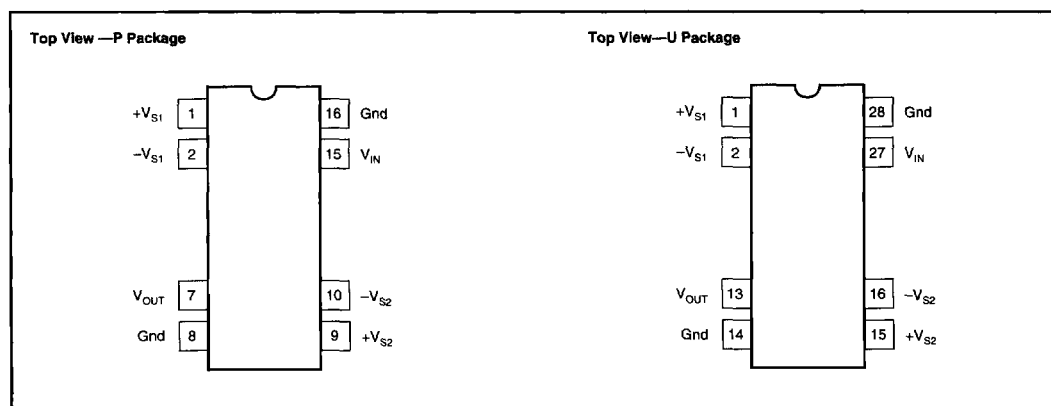 Top View —P Package
+VS1 1 16 Gnd
–VS1 2 15 VIN
VOUT 7 10 –VS2
Gnd 8 9 +VS2
Top View—U Package
+VS1 1 28 Gnd
–VS1 2 27 VIN
VOUT 13 16 –VS2
Gnd 14 15 +VS2